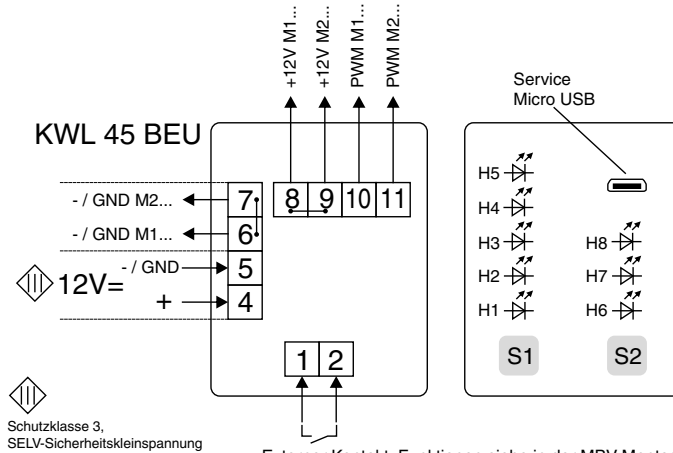 +12V M1...
+12V M2...
PWM M1...
PWM M2...
Service
Micro USB
KWL 45 BEU
- / GND M2...
7
8 9 10 11
- / GND M1...
6
12V=
- / GND
5
+
4
1 2
H5
H4
H3
H2
H1
H8
H7
H6
S1
S2
Schutzklasse 3,
SELV-Sicherheitskleinspannung